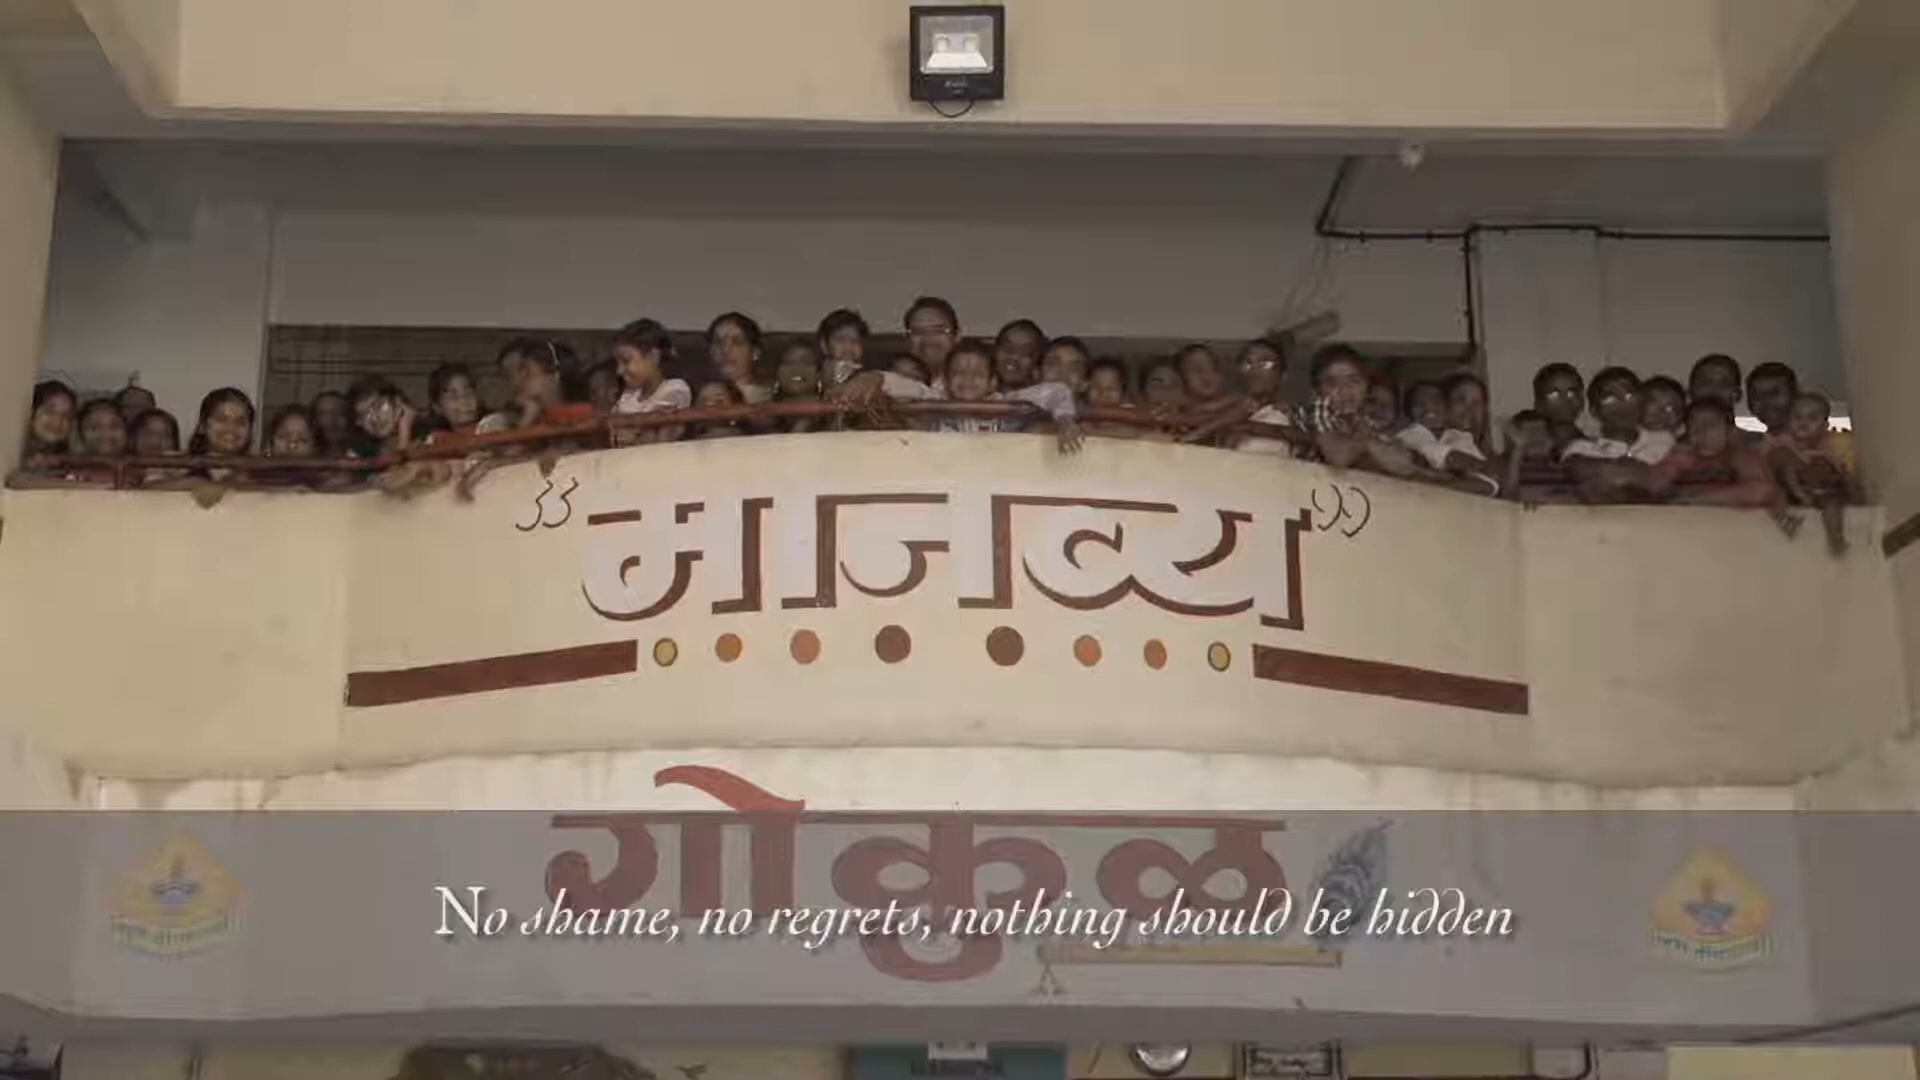 "मानव्य"
गोकुळ
No shame, no regrets, nothing should be hidden